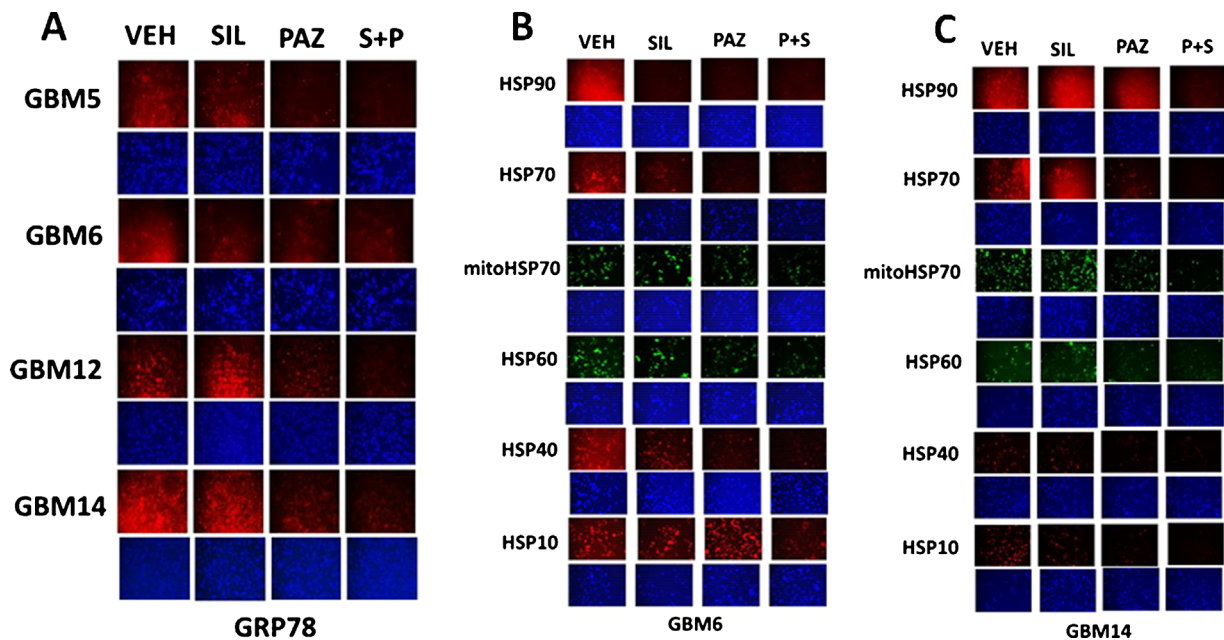 A
VEH SIL PAZ S+P
GBM5
GBM6
GBM12
GBM14
GRP78
B
VEH SIL PAZ P+S
HSP90
HSP70
mitoHSP70
HSP60
HSP40
HSP10
GBM6
C
VEH SIL PAZ P+S
HSP90
HSP70
mitoHSP70
HSP60
HSP40
HSP10
GBM14